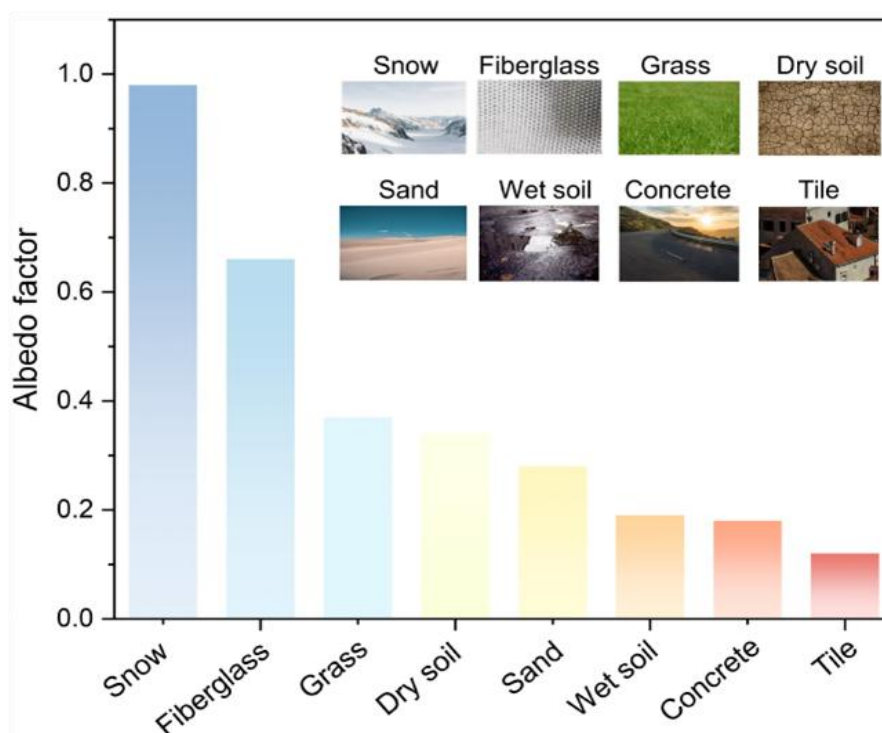 Albedo factor
1.0
0.8
0.6
0.4
0.2
0.0
Snow Fiberglass Grass Dry soil
Sand Wet soil Concrete Tile
Snow
Fiberglass
Grass
Dry soil
Sand
Wet soil
Concrete
Tile